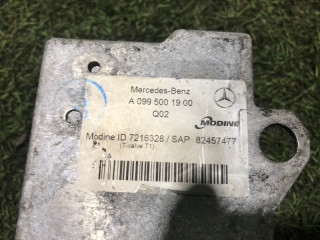 Mercedes-Benz
A 099 500 19 00
Q02
MODINE
Modine ID 7216328 / SAP 82457477
(T-Valve T1)